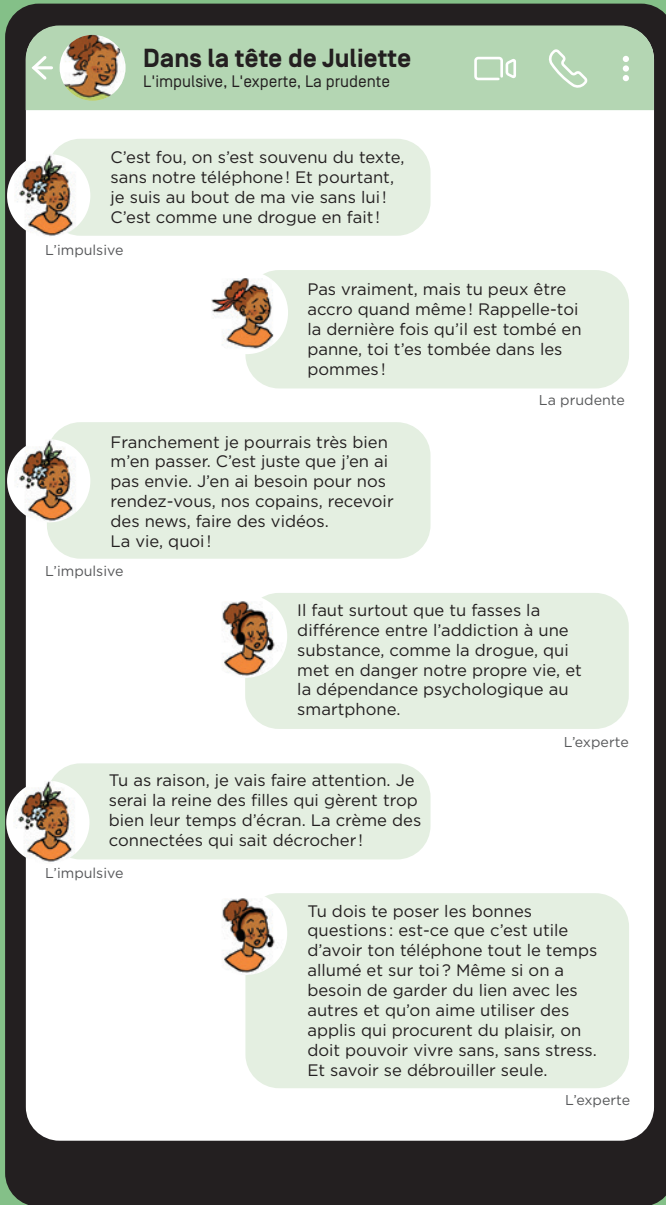 Dans la tête de Juliette
L'impulsive, L'experte, La prudente
C'est fou, on s'est souvenu du texte,
sans notre téléphone! Et pourtant,
je suis au bout de ma vie sans lui!
C'est comme une drogue en fait!
L'impulsive
Pas vraiment, mais tu peux être
accro quand même! Rappelle-toi
la dernière fois qu'il est tombé en
panne, toi t'es tombée dans les
pommes!
La prudente
Franchement je pourrais très bien
m'en passer. C'est juste que j'en ai
pas envie. J'en ai besoin pour nos
rendez-vous, nos copains, recevoir
des news, faire des vidéos.
La vie, quoi!
L'impulsive
Il faut surtout que tu fasses la
différence entre l'addiction à une
substance, comme la drogue, qui
met en danger notre propre vie, et
la dépendance psychologique au
smartphone.
L'experte
Tu as raison, je vais faire attention. Je
serai la reine des filles qui gèrent trop
bien leur temps d'écran. La crème des
connectées qui sait décrocher!
L'impulsive
Tu dois te poser les bonnes
questions: est-ce que c'est utile
d'avoir ton téléphone tout le temps
allumé et sur toi? Même si on a
besoin de garder du lien avec les
autres et qu'on aime utiliser des
applis qui procurent du plaisir, on
doit pouvoir vivre sans, sans stress.
Et savoir se débrouiller seule.
L'experte